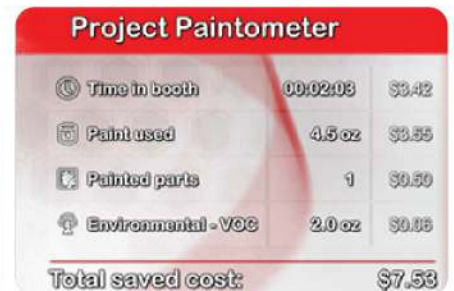 Project Paintometer
Time in booth 00:02:03 $3.42
Paint used 4.5 oz $3.55
Painted parts 1 $0.50
Environmental - VOC 2.0 oz $0.06
Total saved cost: $7.53